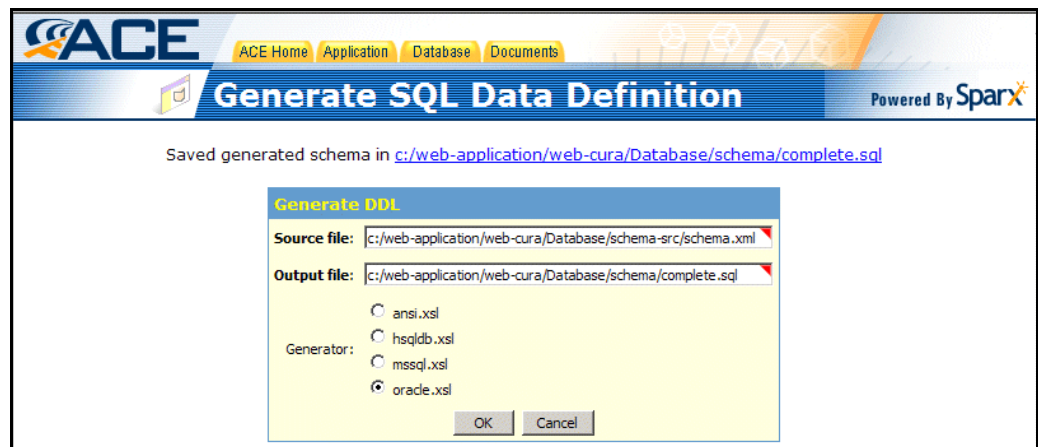 ACE
ACE Home Application Database Documents
Generate SQL Data Definition
Powered By Sparx
Saved generated schema in c:/web-application/web-cura/Database/schema/complete.sql
Generate DDL
Source file: c:/web-application/web-cura/Database/schema-src/schema.xml
Output file: c:/web-application/web-cura/Database/schema/complete.sql
Generator:
ansi.xsl
hsqldb.xsl
mssql.xsl
oracle.xsl
OK Cancel